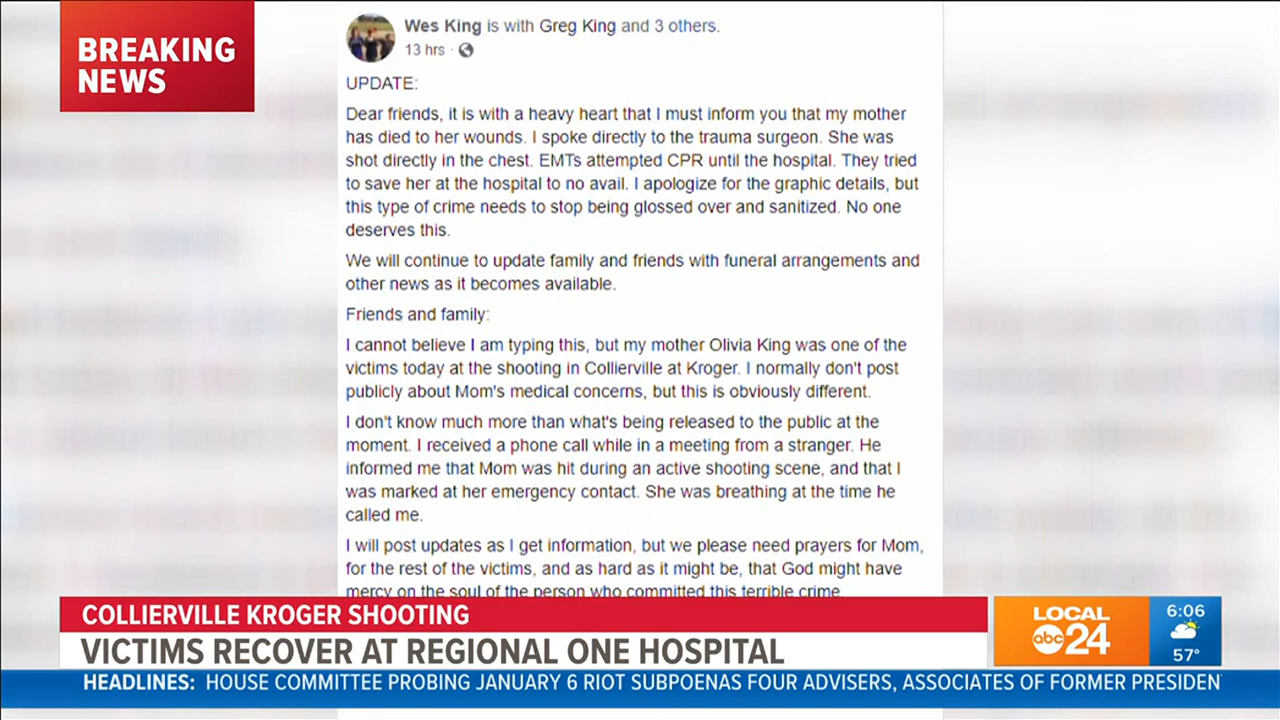 BREAKING
NEWS
Wes King is with Greg King and 3 others.
13 hrs ·
UPDATE:
Dear friends, it is with a heavy heart that I must inform you that my mother
has died to her wounds. I spoke directly to the trauma surgeon. She was
shot directly in the chest. EMTs attempted CPR until the hospital. They tried
to save her at the hospital to no avail. I apologize for the graphic details, but
this type of crime needs to stop being glossed over and sanitized. No one
deserves this.
We will continue to update family and friends with funeral arrangements and
other news as it becomes available.
Friends and family:
I cannot believe I am typing this, but my mother Olivia King was one of the
victims today at the shooting in Collierville at Kroger. I normally don't post
publicly about Mom's medical concerns, but this is obviously different.
I don't know much more than what's being released to the public at the
moment. I received a phone call while in a meeting from a stranger. He
informed me that Mom was hit during an active shooting scene, and that I
was marked at her emergency contact. She was breathing at the time he
called me.
I will post updates as I get information, but we please need prayers for Mom,
for the rest of the victims, and as hard as it might be, that God might have
mercy on the soul of the person who committed this terrible crime.
COLLIERVILLE KROGER SHOOTING
VICTIMS RECOVER AT REGIONAL ONE HOSPITAL
LOCAL
abc 24
6:06
57°
HEADLINES: HOUSE COMMITTEE PROBING JANUARY 6 RIOT SUBPOENAS FOUR ADVISERS, ASSOCIATES OF FORMER PRESIDEN